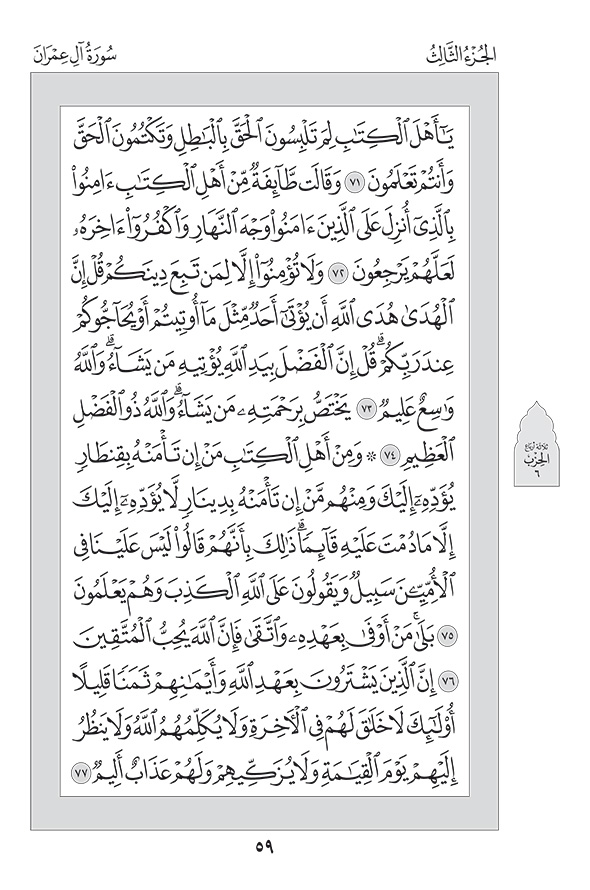 الجُزْءُ الثَّالِثُ
سُورَةُ آلِ عِمْرَانَ
يَٰٓأَهْلَ ٱلْكِتَٰبِ لِمَ تَلْبِسُونَ ٱلْحَقَّ بِٱلْبَٰطِلِ وَتَكْتُمُونَ ٱلْحَقَّ
وَأَنتُمْ تَعْلَمُونَ ٧١ وَقَالَت طَّآئِفَةٌ مِّنْ أَهْلِ ٱلْكِتَٰبِ ءَامِنُوا۟
بِٱلَّذِىٓ أُنزِلَ عَلَى ٱلَّذِينَ ءَامَنُوا۟ وَجْهَ ٱلنَّهَارِ وَٱكْفُرُوٓا۟ ءَاخِرَهُۥ
لَعَلَّهُمْ يَرْجِعُونَ ٧٢ وَلَا تُؤْمِنُوٓا۟ إِلَّا لِمَن تَبِعَ دِينَكُمْ قُلْ إِنَّ
ٱلْهُدَىٰ هُدَى ٱللَّهِ أَن يُؤْتَىٰٓ أَحَدٌ مِّثْلَ مَآ أُوتِيتُمْ أَوْ يُحَآجُّوكُمْ
عِندَ رَبِّكُمْ ۗ قُلْ إِنَّ ٱلْفَضْلَ بِيَدِ ٱللَّهِ يُؤْتِيهِ مَن يَشَآءُ ۗ وَٱللَّهُ
وَٰسِعٌ عَلِيمٌ ٧٣ يَخْتَصُّ بِرَحْمَتِهِۦ مَن يَشَآءُ ۗ وَٱللَّهُ ذُو ٱلْفَضْلِ
ٱلْعَظِيمِ ٧٤ ۞ وَمِنْ أَهْلِ ٱلْكِتَٰبِ مَنْ إِن تَأْمَنْهُ بِقِنطَارٍ
يُؤَدِّهِۦٓ إِلَيْكَ وَمِنْهُم مَّنْ إِن تَأْمَنْهُ بِدِينَارٍ لَّا يُؤَدِّهِۦٓ إِلَيْكَ
إِلَّا مَا دُمْتَ عَلَيْهِ قَآئِمًا ۗ ذَٰلِكَ بِأَنَّهُمْ قَالُوا۟ لَيْسَ عَلَيْنَا فِى
ٱلْأُمِّيِّـۧنَ سَبِيلٌ وَيَقُولُونَ عَلَى ٱللَّهِ ٱلْكَذِبَ وَهُمْ يَعْلَمُونَ
٧٥ بَلَىٰ ۚ مَنْ أَوْفَىٰ بِعَهْدِهِۦ وَٱتَّقَىٰ فَإِنَّ ٱللَّهَ يُحِبُّ ٱلْمُتَّقِينَ
٧٦ إِنَّ ٱلَّذِينَ يَشْتَرُونَ بِعَهْدِ ٱللَّهِ وَأَيْمَٰنِهِمْ ثَمَنًا قَلِيلًا
أُو۟لَٰٓئِكَ لَا خَلَٰقَ لَهُمْ فِى ٱلْءَاخِرَةِ وَلَا يُكَلِّمُهُمُ ٱللَّهُ وَلَا يَنظُرُ
إِلَيْهِمْ يَوْمَ ٱلْقِيَٰمَةِ وَلَا يُزَكِّيهِمْ وَلَهُمْ عَذَابٌ أَلِيمٌ ٧٧
ثلاثة أرباع
الحزب
٦
٥٩